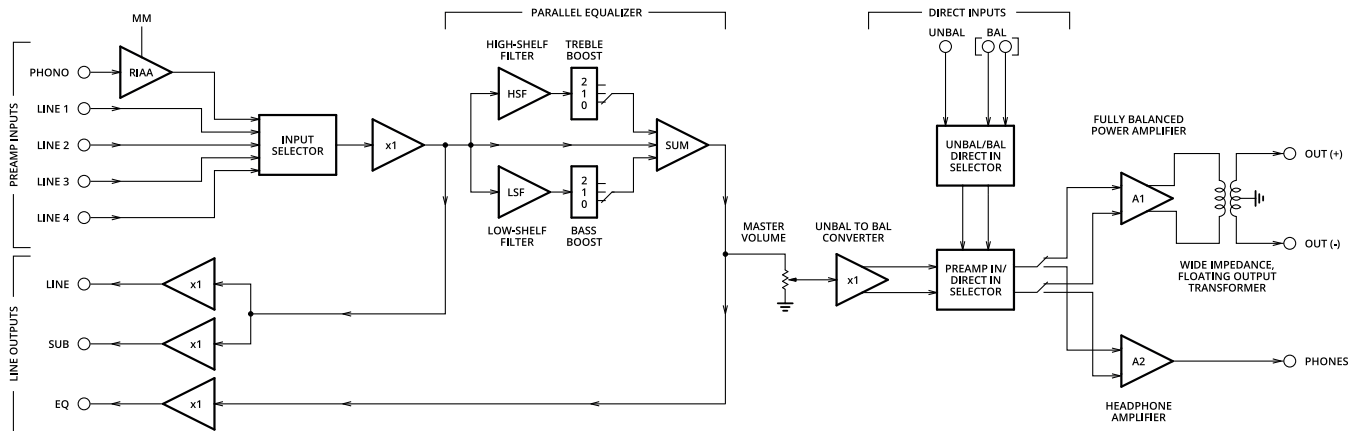 MM
PARALLEL EQUALIZER
DIRECT INPUTS
UNBAL
BAL
PREAMP INPUTS
PHONO
RIAA
LINE 1
LINE 2
LINE 3
LINE 4
INPUT
SELECTOR
x1
HIGH-SHELF
FILTER
HSF
TREBLE
BOOST
2
1
0
SUM
LSF
2
1
0
LOW-SHELF
FILTER
BASS
BOOST
UNBAL/BAL
DIRECT IN
SELECTOR
FULLY BALANCED
POWER AMPLIFIER
A1
OUT (+)
OUT (-)
WIDE IMPEDANCE,
FLOATING OUTPUT
TRANSFORMER
MASTER
VOLUME
UNBAL TO BAL
CONVERTER
x1
PREAMP IN/
DIRECT IN
SELECTOR
LINE OUTPUTS
LINE
x1
SUB
x1
EQ
x1
A2
PHONES
HEADPHONE
AMPLIFIER